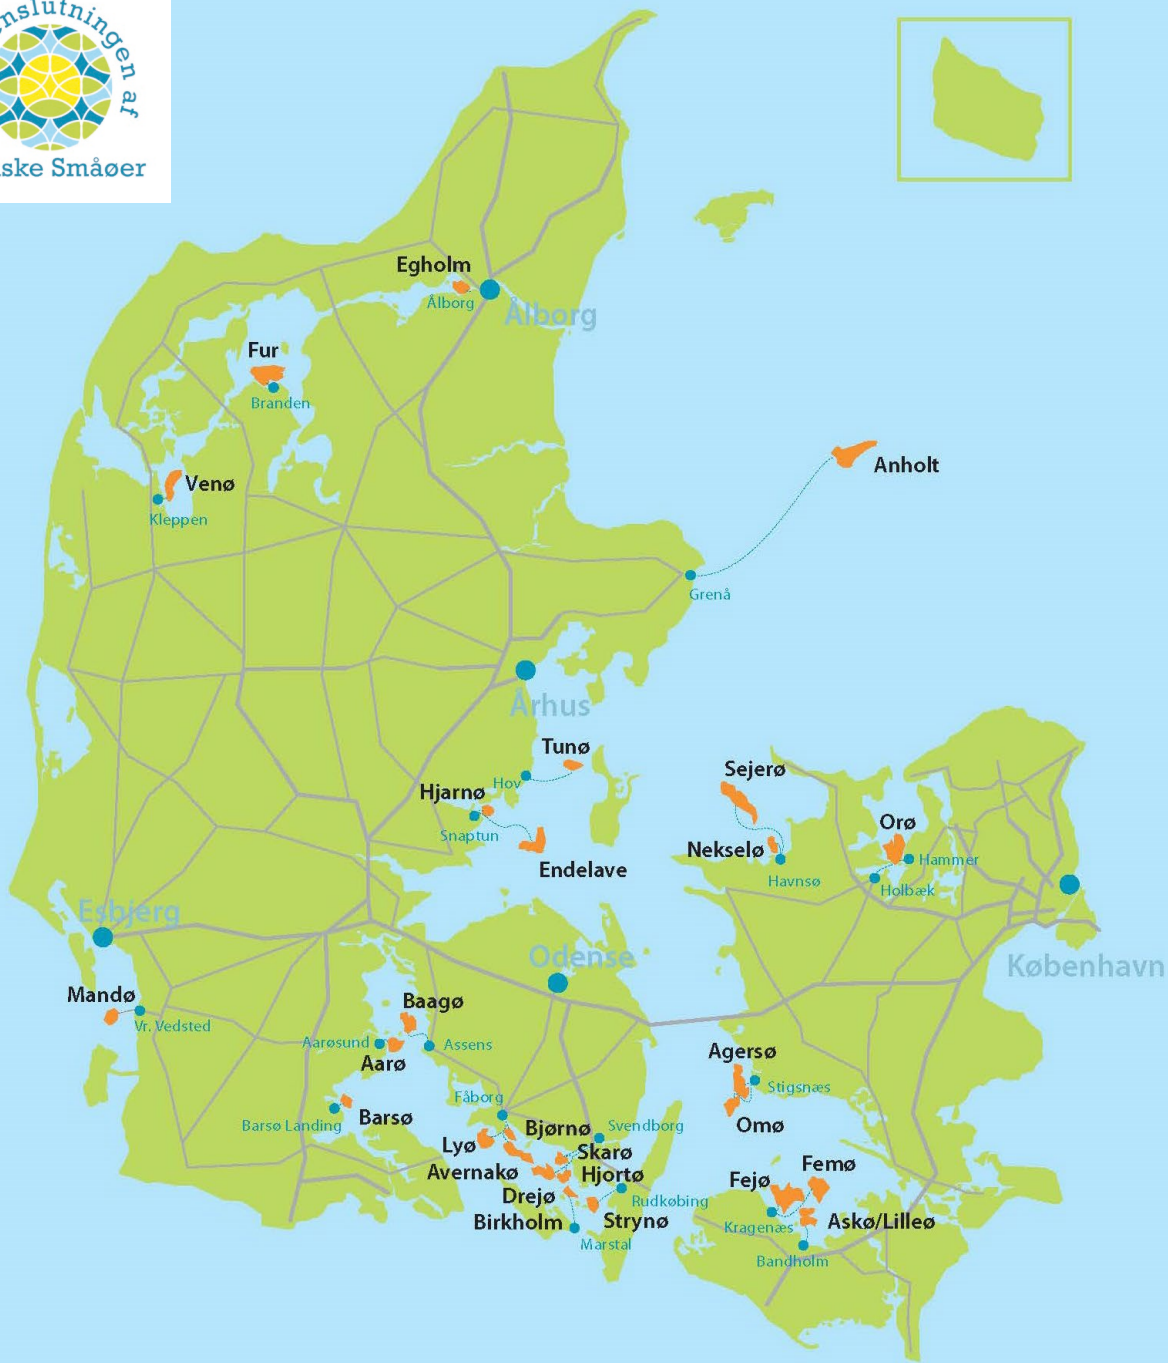 nslutningen af
ske Småøer
Egholm
Ålborg
Ålborg
Fur
Branden
Venø
Kleppen
Anholt
Grenå
Århus
Tunø
Hov
Hjarnø
Snaptun
Endelave
Sejerø
Nekselø
Havnsø
Orø
Hammer
Holbæk
København
Esbjerg
Odense
Mandø
Vr. Vedsted
Baagø
Aarøsund
Assens
Aarø
Barsø Landing
Barsø
Fåborg
Bjørnø
Svendborg
Lyø
Skarø
Avernakø
Hjortø
Drejø
Rudkøbing
Birkholm
Strynø
Marstal
Agersø
Stigsnæs
Omø
Femø
Fejø
Kragenæs
Askø/Lilleø
Bandholm